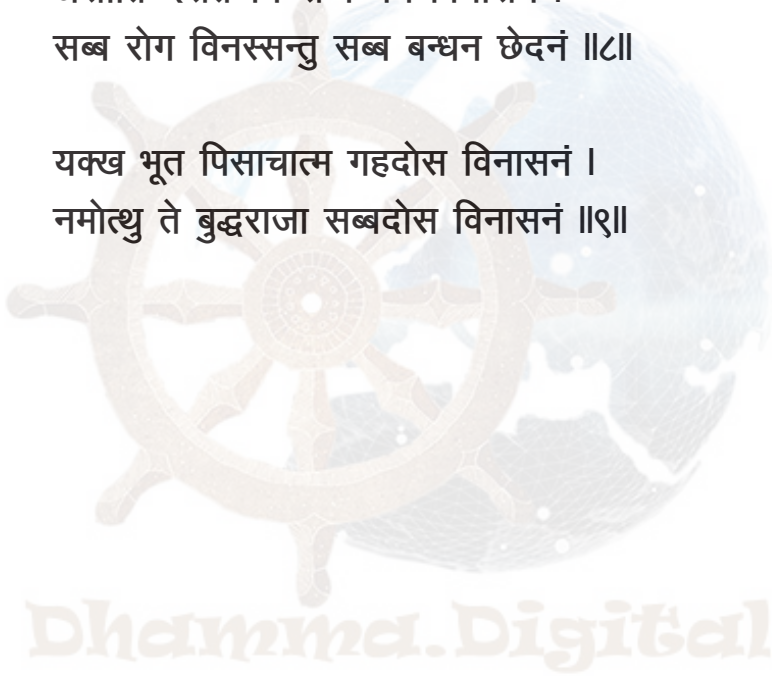 सब्ब रोग विनस्सन्तु सब्ब बन्धन छेदनं ॥८॥
यक्ख भूत पिसाचात्म गहदोस विनासनं ।
नमोत्थु ते बुद्धराजा सब्बदोस विनासनं ॥९॥
Dhamma.Digital